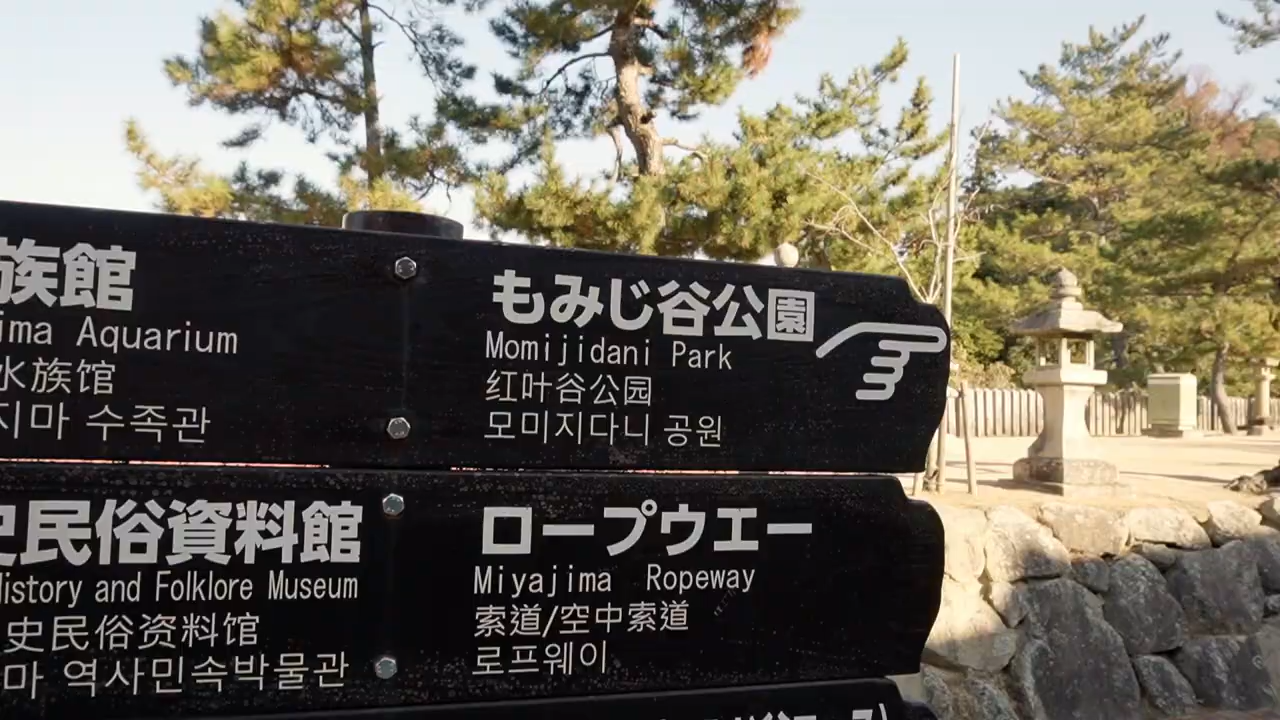 族館
ima Aquarium
水族馆
지마 수족관
もみじ谷公園
Momijidani Park
红叶谷公园
모미지다니 공원
史民俗資料館
History and Folklore Museum
史民俗资料馆
마 역사민속박물관
ロープウエー
Miyajima Ropeway
索道/空中索道
로프웨이